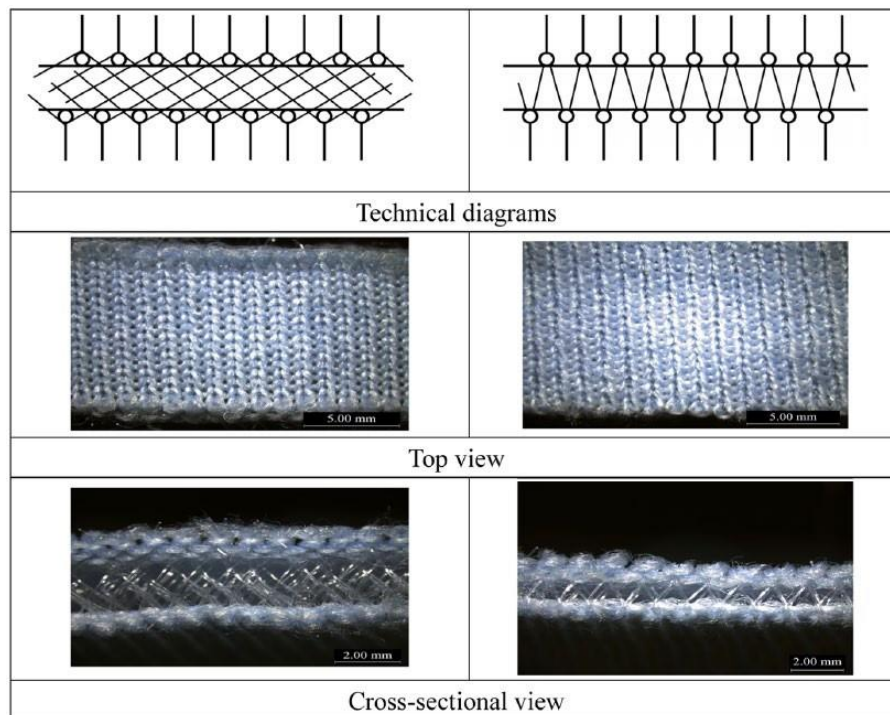 Technical diagrams
5.00 mm
5.00 mm
Top view
2.00 mm
2.00 mm
Cross-sectional view